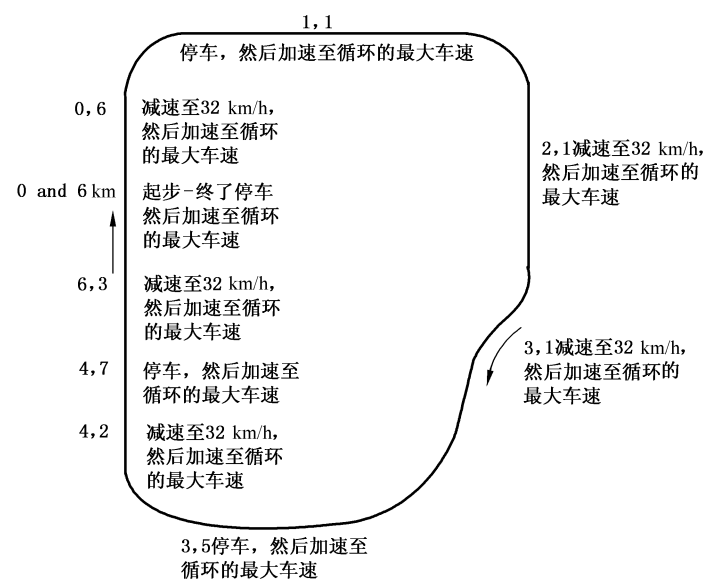 1,1
停车，然后加速至循环的最大车速
0,6
减速至32 km/h，
然后加速至循环
的最大车速
2,1减速至32 km/h，
然后加速至循环的
最大车速
0 and 6 km
起步-终了停车
然后加速至循环
的最大车速
6,3
减速至32 km/h，
然后加速至循环
的最大车速
3,1减速至32 km/h，
然后加速至循环的
最大车速
4,7
停车，然后加速至
循环的最大车速
4,2
减速至32 km/h，
然后加速至循环
的最大车速
3,5停车，然后加速至
循环的最大车速